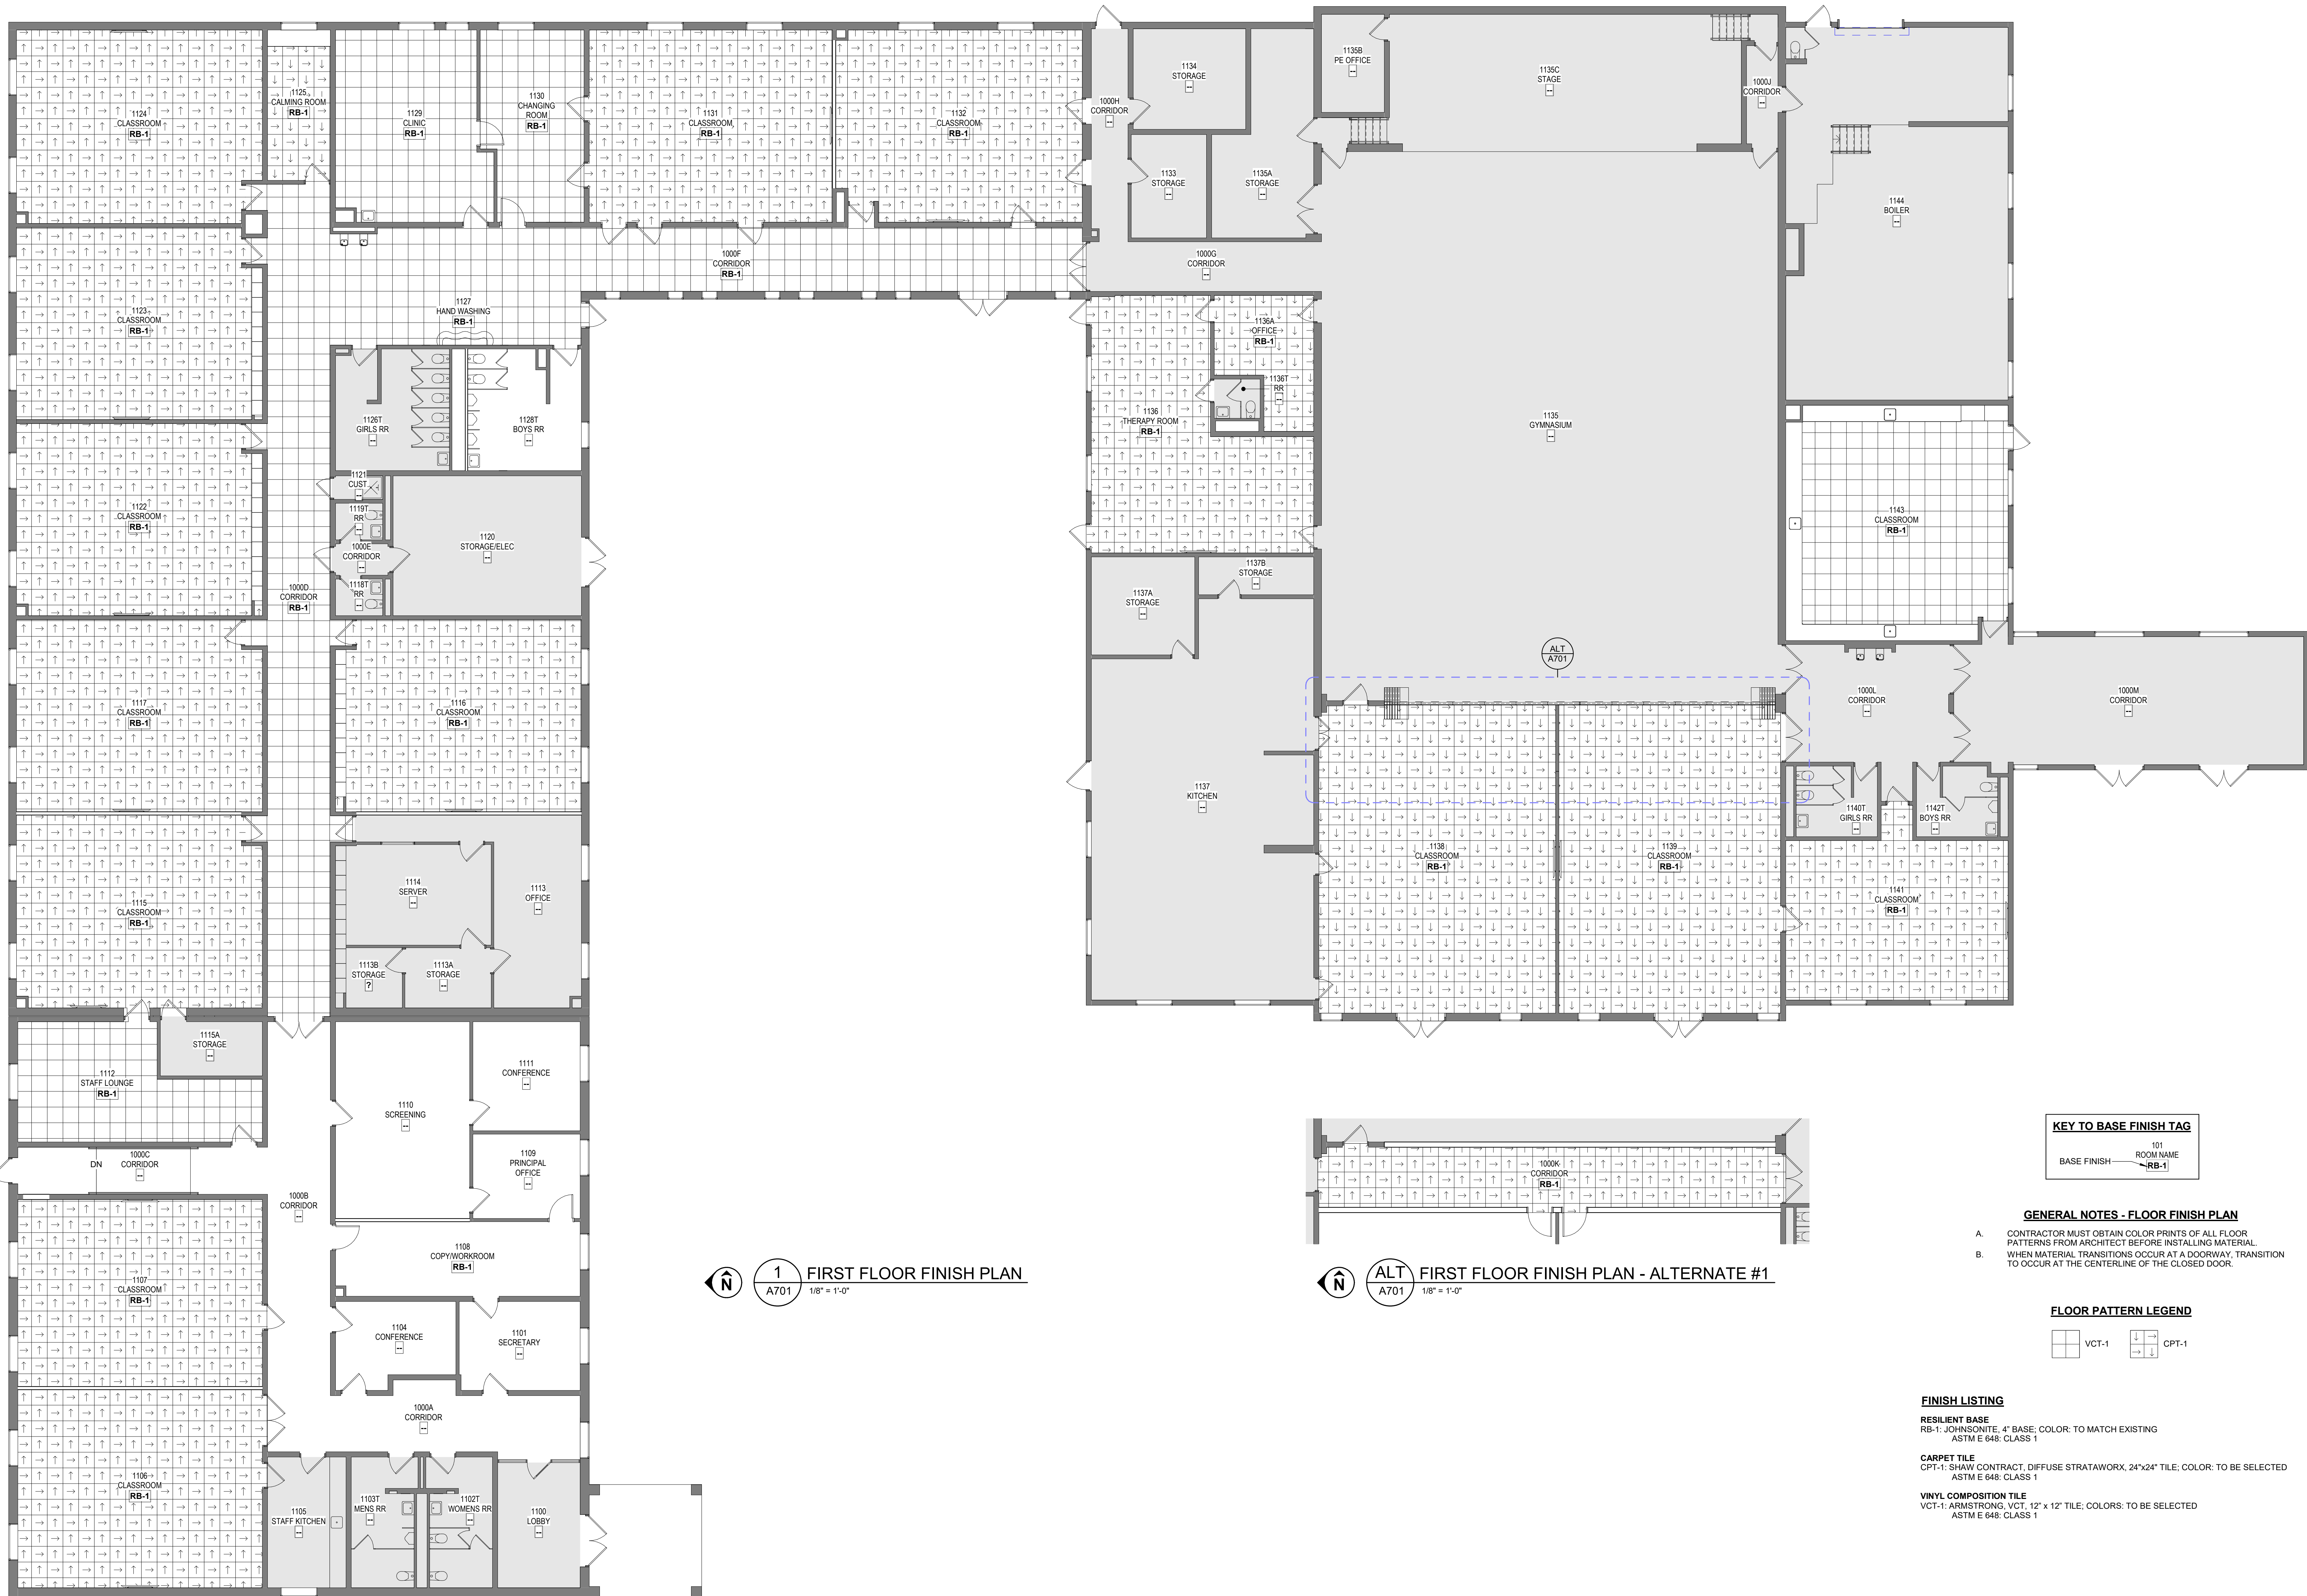 1124
CLASSROOM
RB-1
1125
CALMING ROOM
RB-1
1129
CLINIC
RB-1
1130
CHANGING
ROOM
RB-1
1131
CLASSROOM
RB-1
1132
CLASSROOM
RB-1
1000H
CORRIDOR
--
1134
STORAGE
--
1133
STORAGE
--
1135A
STORAGE
--
1135B
PE OFFICE
--
1135C
STAGE
--
1000J
CORRIDOR
--
1144
BOILER
--
1123
CLASSROOM
RB-1
1000F
CORRIDOR
RB-1
1000G
CORRIDOR
--
1127
HAND WASHING
RB-1
1126T
GIRLS RR
--
1128T
BOYS RR
--
1136A
OFFICE
RB-1
1136T
RR
--
1136
THERAPY ROOM
RB-1
1135
GYMNASIUM
--
1122
CLASSROOM
RB-1
1121
CUST.
--
1119T
RR
--
1000E
CORRIDOR
--
1118T
RR
--
1120
STORAGE/ELEC
--
1000D
CORRIDOR
RB-1
1143
CLASSROOM
RB-1
1137B
STORAGE
--
1137A
STORAGE
--
1117
CLASSROOM
RB-1
1116
CLASSROOM
RB-1
ALT
A701
1000L
CORRIDOR
--
1000M
CORRIDOR
--
1137
KITCHEN
--
1138
CLASSROOM
RB-1
1139
CLASSROOM
RB-1
1140T
GIRLS RR
--
1142T
BOYS RR
--
1141
CLASSROOM
RB-1
1115
CLASSROOM
RB-1
1114
SERVER
--
1113
OFFICE
--
1113B
STORAGE
?
1113A
STORAGE
--
1115A
STORAGE
--
1112
STAFF LOUNGE
RB-1
1111
CONFERENCE
--
1110
SCREENING
--
1109
PRINCIPAL
OFFICE
--
1000C
CORRIDOR
--
DN
1000B
CORRIDOR
--
1108
COPY/WORKROOM
RB-1
1107
CLASSROOM
RB-1
1104
CONFERENCE
--
1101
SECRETARY
--
1000A
CORRIDOR
--
1106
CLASSROOM
RB-1
1105
STAFF KITCHEN
--
1103T
MENS RR
--
1102T
WOMENS RR
--
1100
LOBBY
--
1000K
CORRIDOR
RB-1
N
1
A701
FIRST FLOOR FINISH PLAN
1/8" = 1'-0"
N
ALT
A701
FIRST FLOOR FINISH PLAN - ALTERNATE #1
1/8" = 1'-0"
KEY TO BASE FINISH TAG
101
ROOM NAME
BASE FINISH RB-1
GENERAL NOTES - FLOOR FINISH PLAN
A. CONTRACTOR MUST OBTAIN COLOR PRINTS OF ALL FLOOR
PATTERNS FROM ARCHITECT BEFORE INSTALLING MATERIAL.
B. WHEN MATERIAL TRANSITIONS OCCUR AT A DOORWAY, TRANSITION
TO OCCUR AT THE CENTERLINE OF THE CLOSED DOOR.
FLOOR PATTERN LEGEND
VCT-1 CPT-1
FINISH LISTING
RESILIENT BASE
RB-1: JOHNSONITE, 4" BASE; COLOR: TO MATCH EXISTING
ASTM E 648: CLASS 1
CARPET TILE
CPT-1: SHAW CONTRACT, DIFFUSE STRATAWORX, 24"x24" TILE; COLOR: TO BE SELECTED
ASTM E 648: CLASS 1
VINYL COMPOSITION TILE
VCT-1: ARMSTRONG, VCT, 12" x 12" TILE; COLORS: TO BE SELECTED
ASTM E 648: CLASS 1